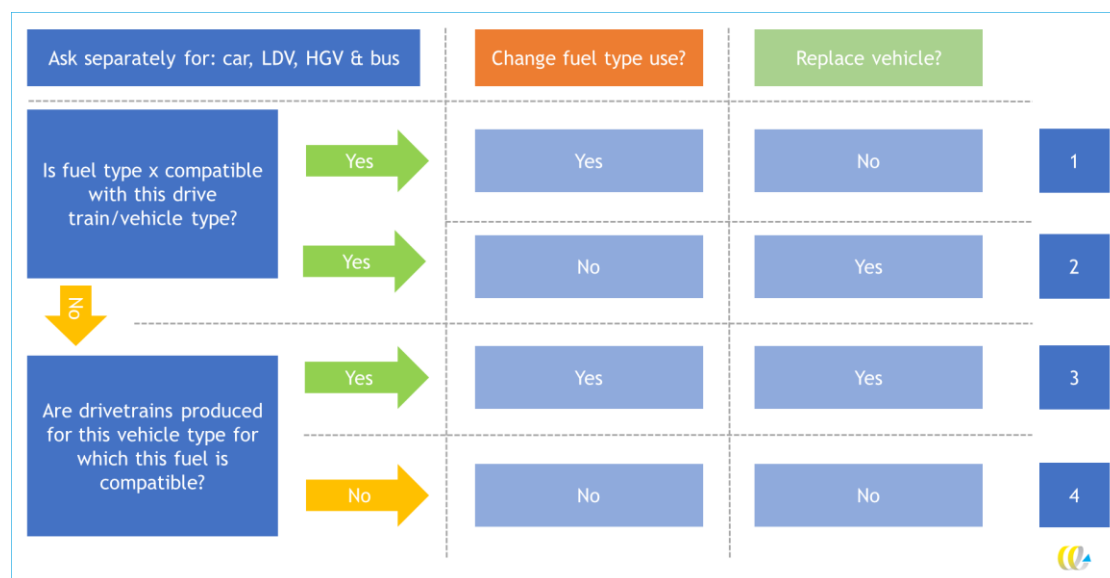 Ask separately for: car, LDV, HGV & bus
Change fuel type use?
Replace vehicle?
Is fuel type x compatible
with this drive
train/vehicle type?
Yes
Yes
No
1
Yes
No
Yes
2
No
Are drivetrains produced
for this vehicle type for
which this fuel is
compatible?
Yes
Yes
Yes
3
No
No
No
4